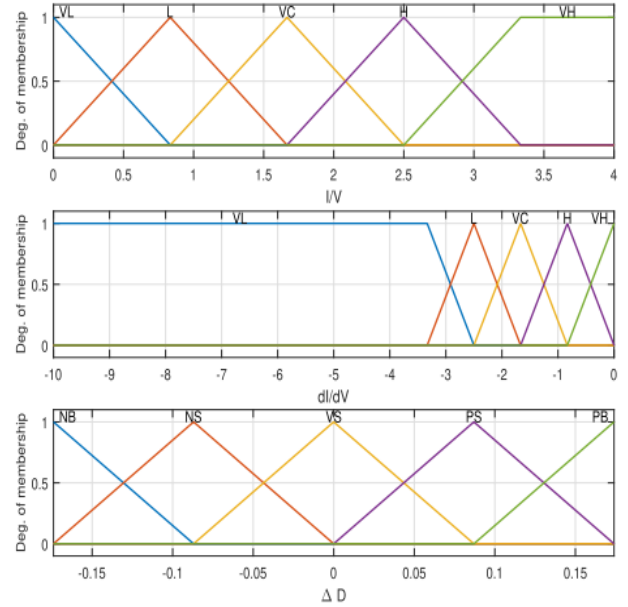 VL L VC H VH
Deg. of membership
1
0.5
0
0 0.5 1 1.5 2 2.5 3 3.5 4
I/V
VL L VC H VH
Deg. of membership
1
0.5
0
-10 -9 -8 -7 -6 -5 -4 -3 -2 -1 0
dI/dV
NB NS VS PS PB
Deg. of membership
1
0.5
0
-0.15 -0.1 -0.05 0 0.05 0.1 0.15
Δ D